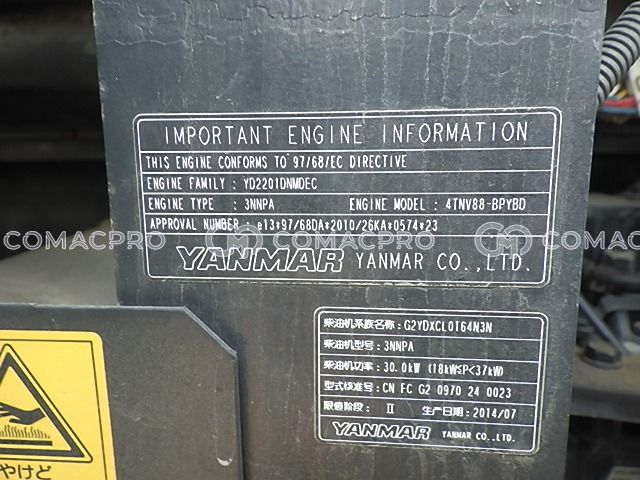 IMPORTANT ENGINE INFORMATION
THIS ENGINE CONFORMS TO 97/68/EC DIRECTIVE
ENGINE FAMILY : YD2201DNMDEC
ENGINE TYPE : 3NNPA ENGINE MODEL : 4TNV88-BPYBD
APPROVAL NUMBER : e13*97/68DA*2010/26KA*0574*23
COMACPRO COMACPRO COMACPRO
YANMAR YANMAR CO.,LTD.
柴油机系族名称:G2YDXCL0164N3N
柴油机型号:3NNPA
柴油机功率:30.0kW (18kW≤P<37kW)
型式核准号:CN FC G2 0970 24 0023
限值阶段: Ⅱ 生产日期:2014/07
YANMAR YANMAR CO.,LTD.
やけど